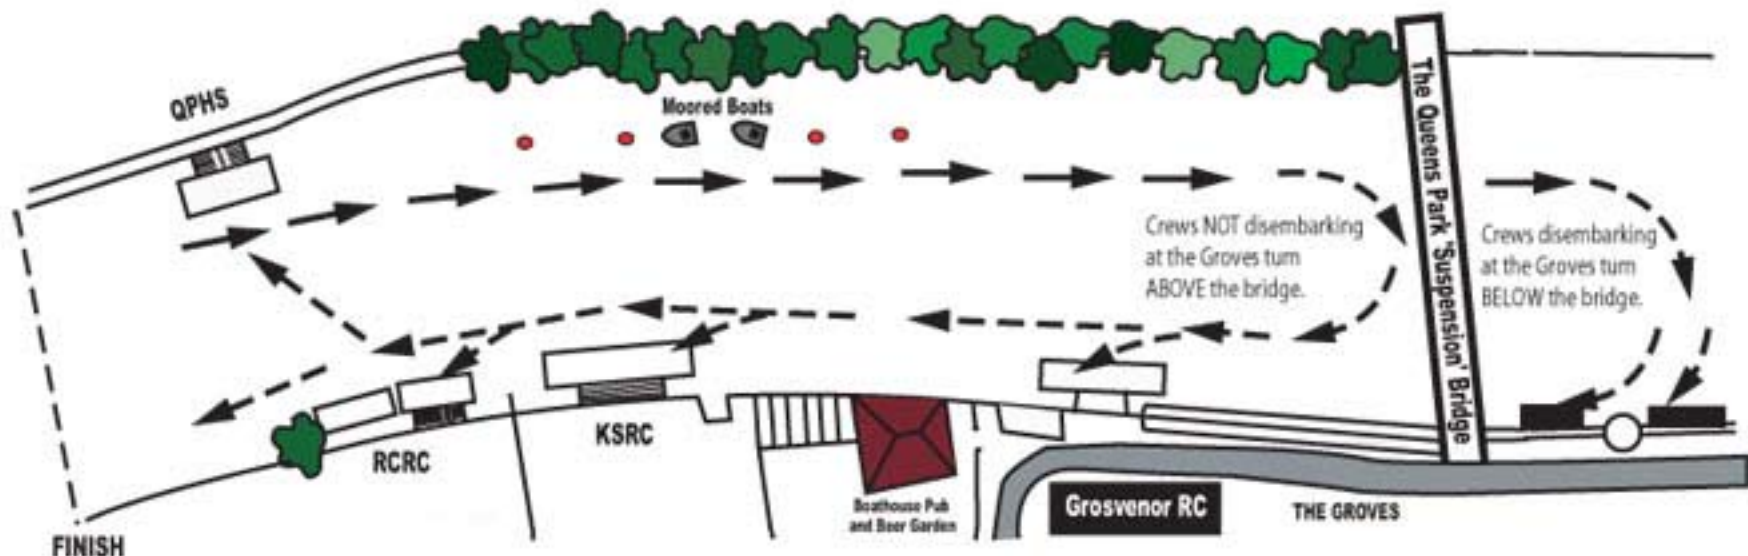 QPHS
Moored Boats
The Queens Park 'Suspension' Bridge
Crews NOT disembarking
at the Groves turn
ABOVE the bridge.
Crews disembarking
at the Groves turn
BELOW the bridge.
KSRC
RCRC
Boathouse Pub
and Beer Garden
Grosvenor RC
THE GROVES
FINISH